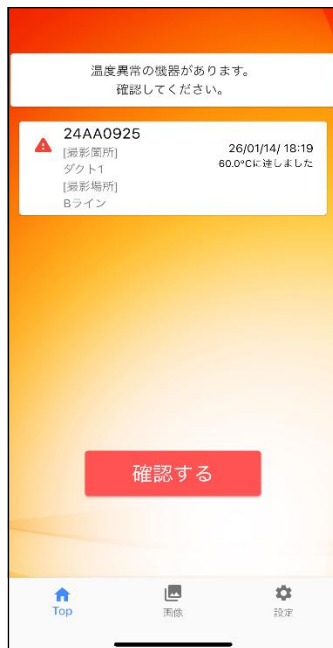 温度異常の機器があります。
確認してください。
24AA0925
[撮影箇所]
26/01/14/ 18:19
ダクト1
60.0°Cに達しました
[撮影場所]
Bライン
確認する
Top
画像
設定